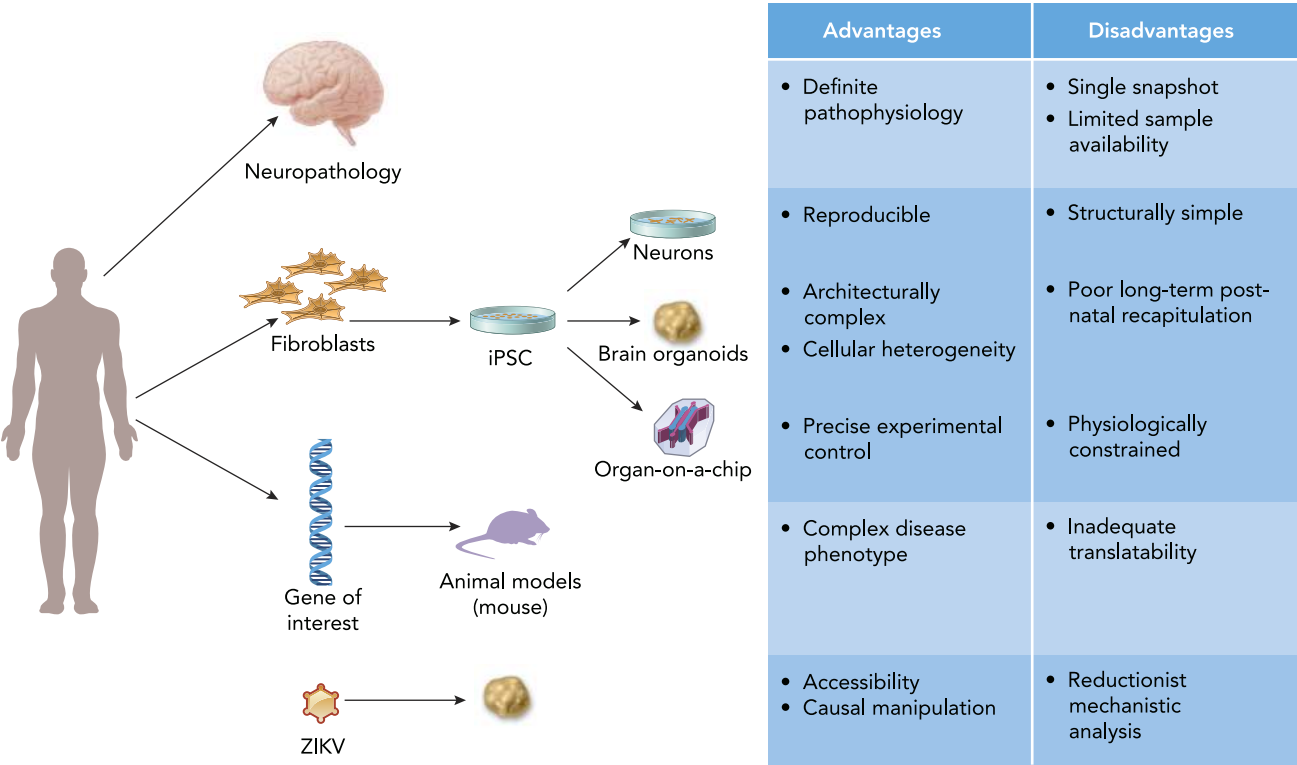 Neuropathology
Fibroblasts
iPSC
Neurons
Brain organoids
Organ-on-a-chip
Gene of
interest
Animal models
(mouse)
ZIKV
Advantages
Disadvantages
• Definite
pathophysiology
• Single snapshot
• Limited sample
availability
• Reproducible
• Structurally simple
• Architecturally
complex
• Cellular heterogeneity
• Poor long-term post-
natal recapitulation
• Precise experimental
control
• Physiologically
constrained
• Complex disease
phenotype
• Inadequate
translatability
• Accessibility
• Causal manipulation
• Reductionist
mechanistic
analysis